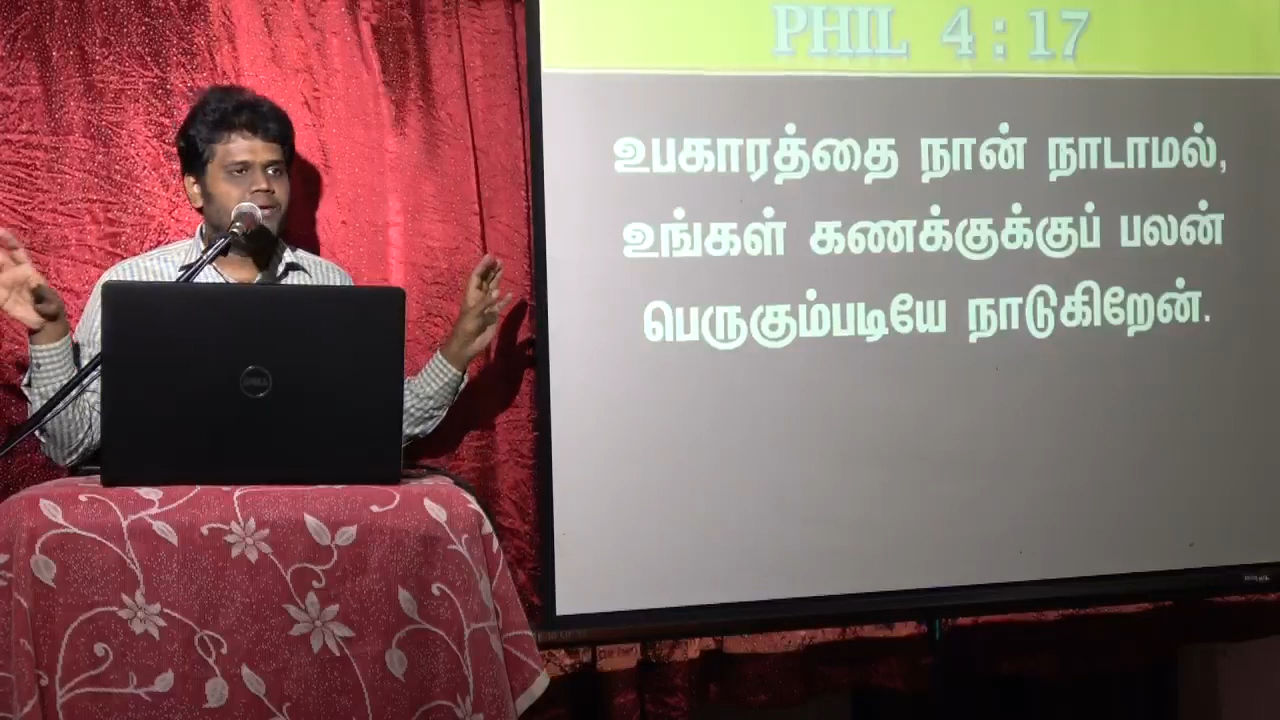 PHIL 4 : 17
உபகாரத்தை நான் நாடாமல்,
உங்கள் கணக்குக்குப் பலன்
பெருகும்படியே நாடுகிறேன்.
DELL